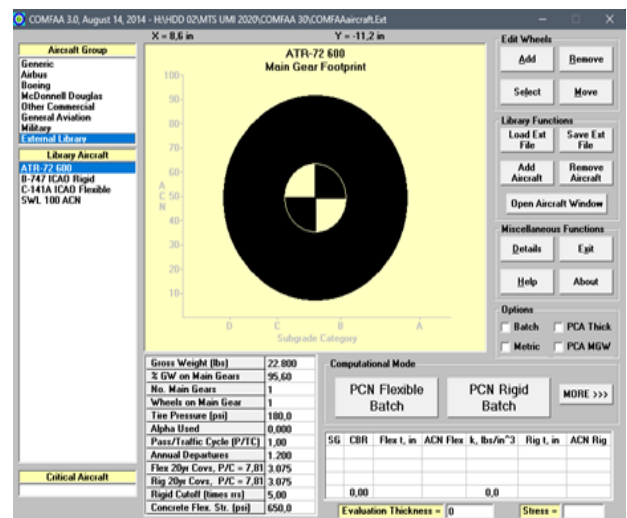 COMFAA 3.0, August 14, 2014 - H:\HDD 02\MTS UMI 2020\COMFAA 30\COMFAAaircraft.Ext
X = 8,6 in
Y = -11,2 in
Aircraft Group
Generic
Airbus
Boeing
McDonnell Douglas
Other Commercial
General Aviation
Military
External Library
Library Aircraft
ATR-72 600
B-747 ICAO Rigid
C-141A ICAO Flexible
SWL 100 ACN
Critical Aircraft
ATR-72 600
Main Gear Footprint
100
90
80
70
60
50
40
30
20
10
A
C
N
D C B A
Subgrade Category
Edit Wheels
Add Remove
Select Move
Library Functions
Load Ext File
Save Ext File
Add Aircraft
Remove Aircraft
Open Aircraft Window
Miscellaneous Functions
Details Exit
Help About
Options
Batch PCA Thick
Metric PCA MGW
Gross Weight (lbs) 22.800
% GW on Main Gears 95,60
No. Main Gears 1
Wheels on Main Gear 1
Tire Pressure (psi) 180,0
Alpha Used 0,000
Pass/Traffic Cycle (P/TC) 1,00
Annual Departures 1.200
Flex 20yr Covs, P/C = 7,81 3.075
Rig 20yr Covs, P/C = 7,81 3.075
Rigid Cutoff (times rrs) 5,00
Concrete Flex. Str. (psi) 650,0
Computational Mode
PCN Flexible Batch
PCN Rigid Batch
MORE >>>
SG CBR Flex t, in ACN Flex k, lbs/in^3 Rig t, in ACN Rig
0,00 0,0
Evaluation Thickness = 0 Stress =